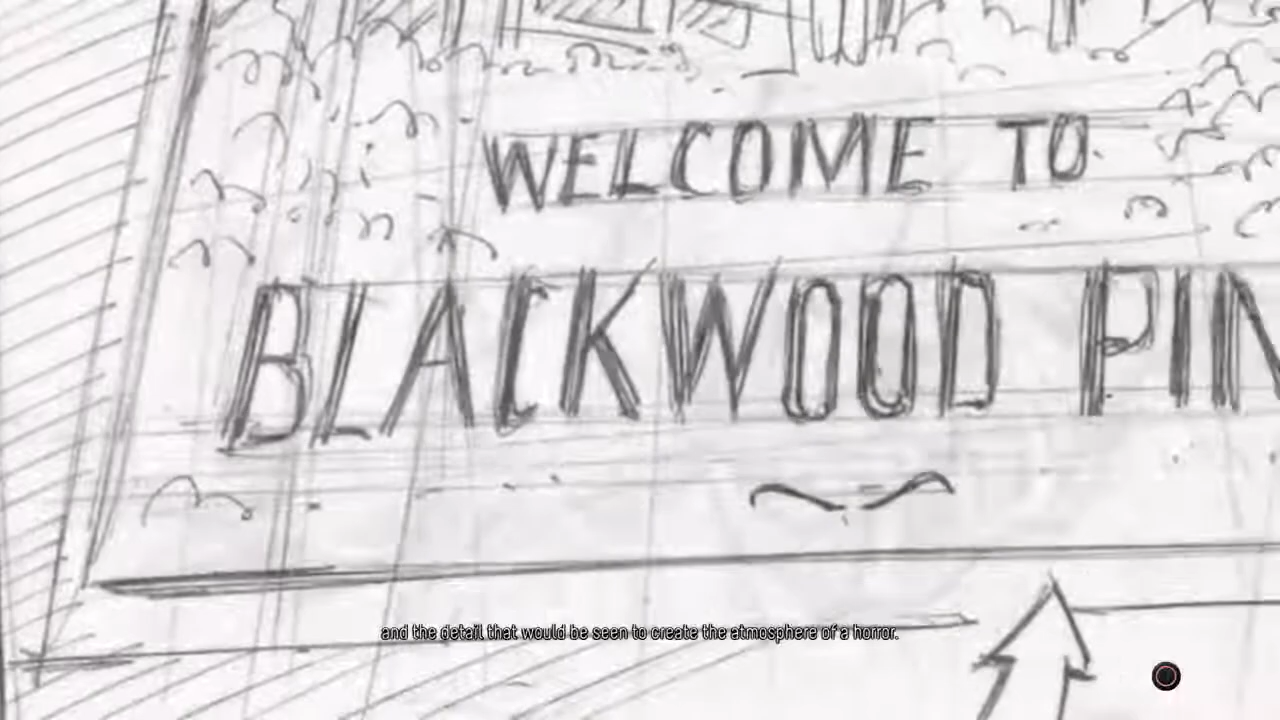 WELCOME TO
BLACKWOOD PIN
and the detail that would be seen to create the atmosphere of a horror.